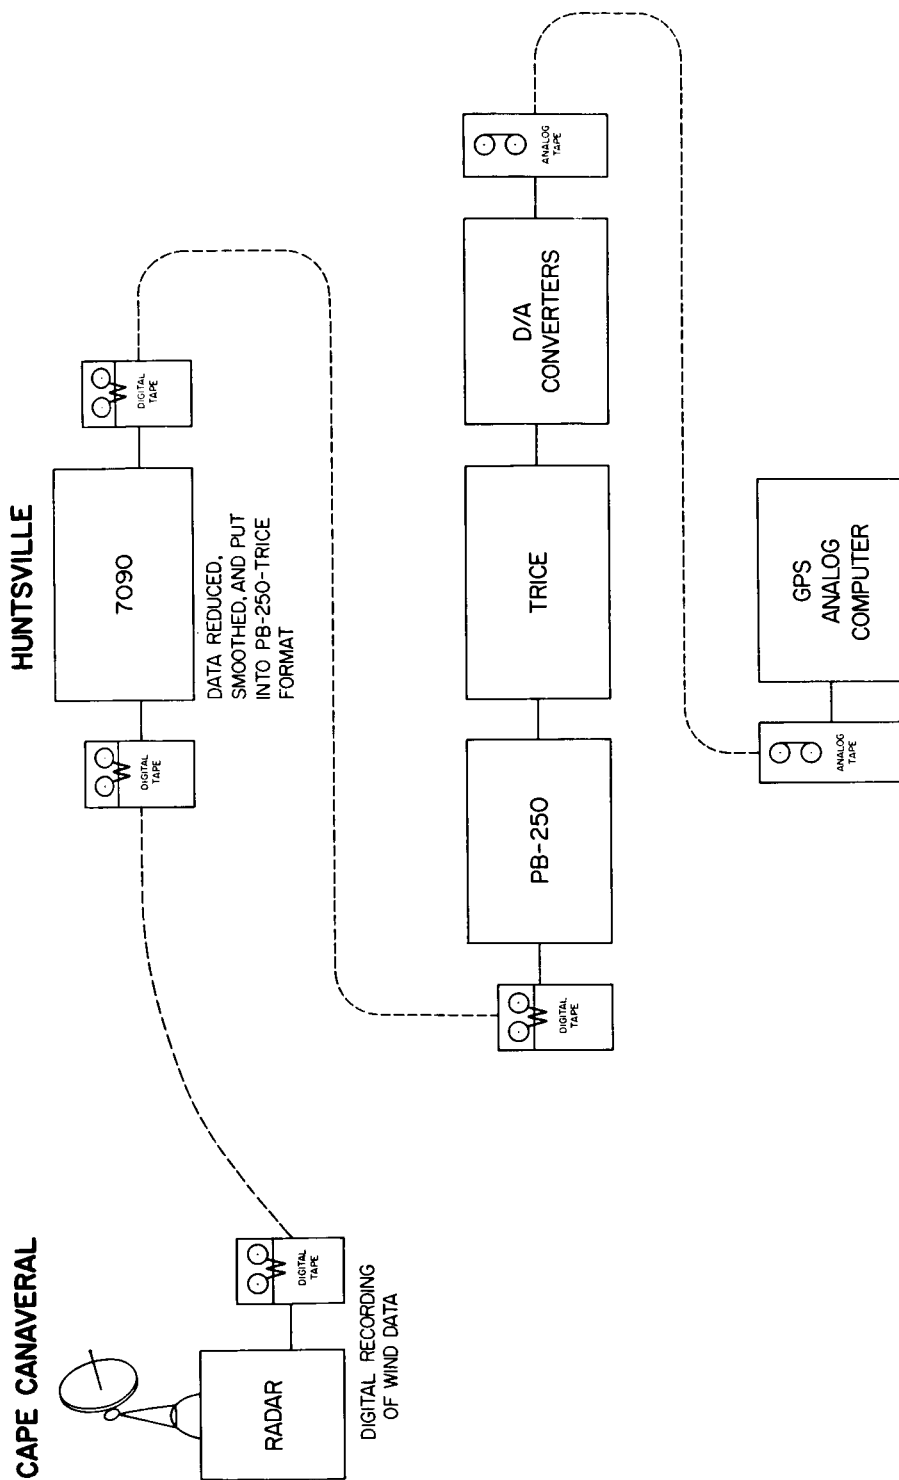 CAPE CANAVERAL
RADAR
DIGITAL
TAPE
DIGITAL RECORDING
OF WIND DATA
HUNTSVILLE
DIGITAL
TAPE
7090
DIGITAL
TAPE
DATA REDUCED,
SMOOTHED, AND PUT
INTO PB-250-TRICE
FORMAT
DIGITAL
TAPE
PB-250
TRICE
D/A
CONVERTERS
ANALOG
TAPE
ANALOG
TAPE
GPS
ANALOG
COMPUTER